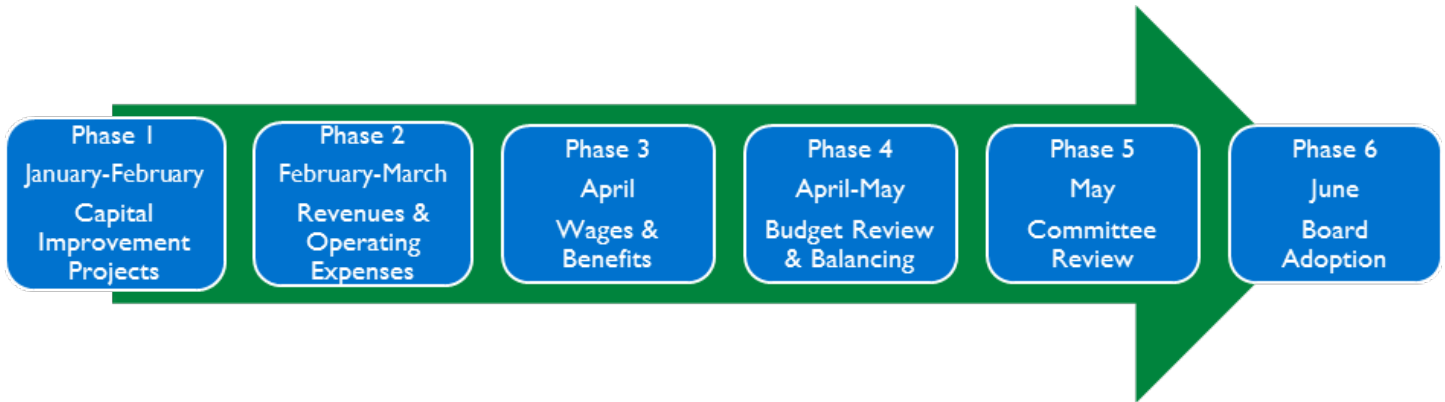 Phase 1
January-February
Capital
Improvement
Projects
Phase 2
February-March
Revenues &
Operating
Expenses
Phase 3
April
Wages &
Benefits
Phase 4
April-May
Budget Review
& Balancing
Phase 5
May
Committee
Review
Phase 6
June
Board
Adoption